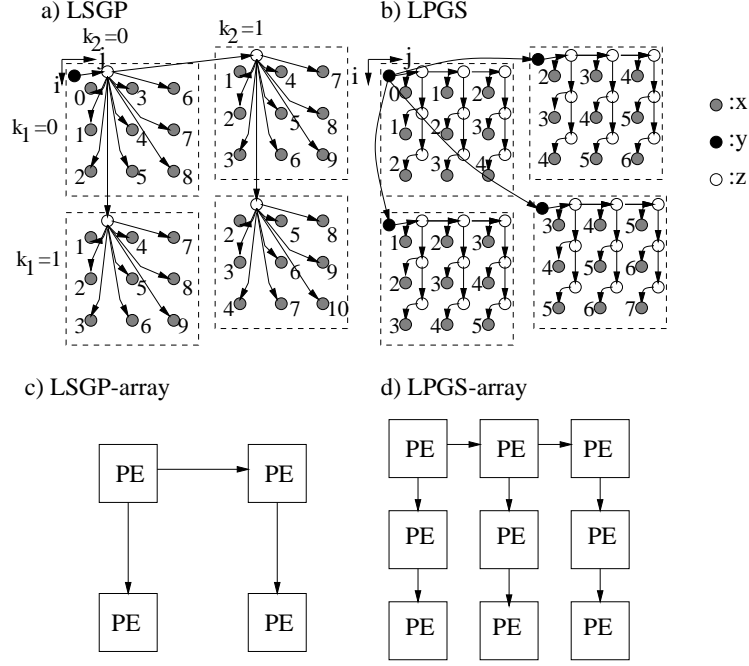 a) LSGP
b) LPGS
k2=0
k2=1
j
j
i
i
0 3 6
1 4 7
0 1 2
2 3 4
k1=0
1 4 7
2 5 8
1 2 3
3 4 5
2 5 8
3 6 9
2 3 4
4 5 6
:x
:y
:z
k1=1
1 4 7
2 5 8
1 2 3
3 4 5
2 5 8
3 6 9
2 3 4
4 5 6
3 6 9
4 7 10
3 4 5
5 6 7
c) LSGP-array
d) LPGS-array
PE PE
PE PE PE
PE PE PE
PE PE
PE PE PE